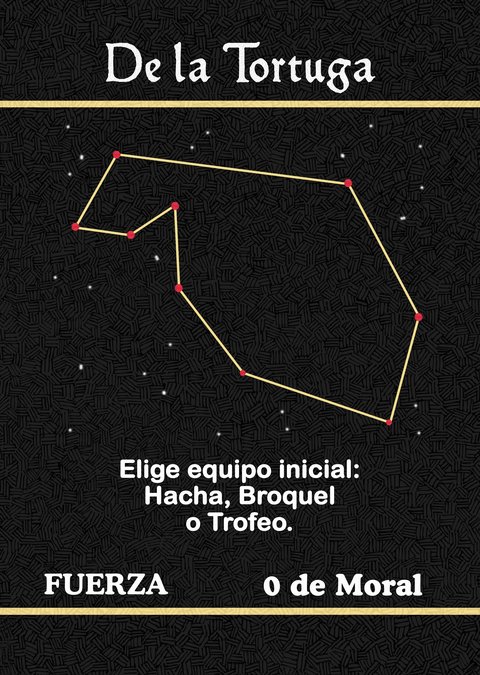 De la Tortuga
Elige equipo inicial:
Hacha, Broquel
o Trofeo.
FUERZA
0 de Moral